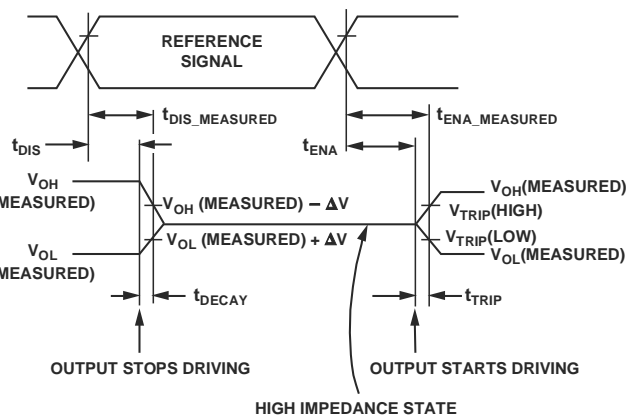 REFERENCE
SIGNAL
tDIS_MEASURED
tENA_MEASURED
tDIS
tENA
VOH
MEASURED)
VOH (MEASURED) – ΔV
VOL (MEASURED) + ΔV
VOL
MEASURED)
VOH(MEASURED)
VTRIP(HIGH)
VTRIP(LOW)
VOL(MEASURED)
tDECAY
tTRIP
OUTPUT STOPS DRIVING
OUTPUT STARTS DRIVING
HIGH IMPEDANCE STATE